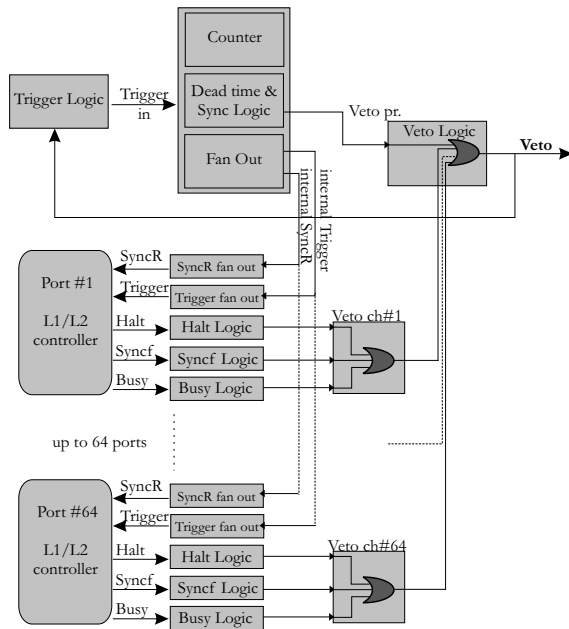 Counter
Trigger Logic
Trigger
in
Dead time &
Sync Logic
Fan Out
Veto pr.
Veto Logic
Veto
internal Trigger
internal SyncR
SyncR
SyncR fan out
Port #1
Trigger
Trigger fan out
L1/L2
controller
Halt
Halt Logic
Veto ch#1
Syncf
Syncf Logic
Busy
Busy Logic
up to 64 ports
SyncR
SyncR fan out
Port #64
Trigger
Trigger fan out
L1/L2
controller
Halt
Halt Logic
Veto ch#64
Syncf
Syncf Logic
Busy
Busy Logic